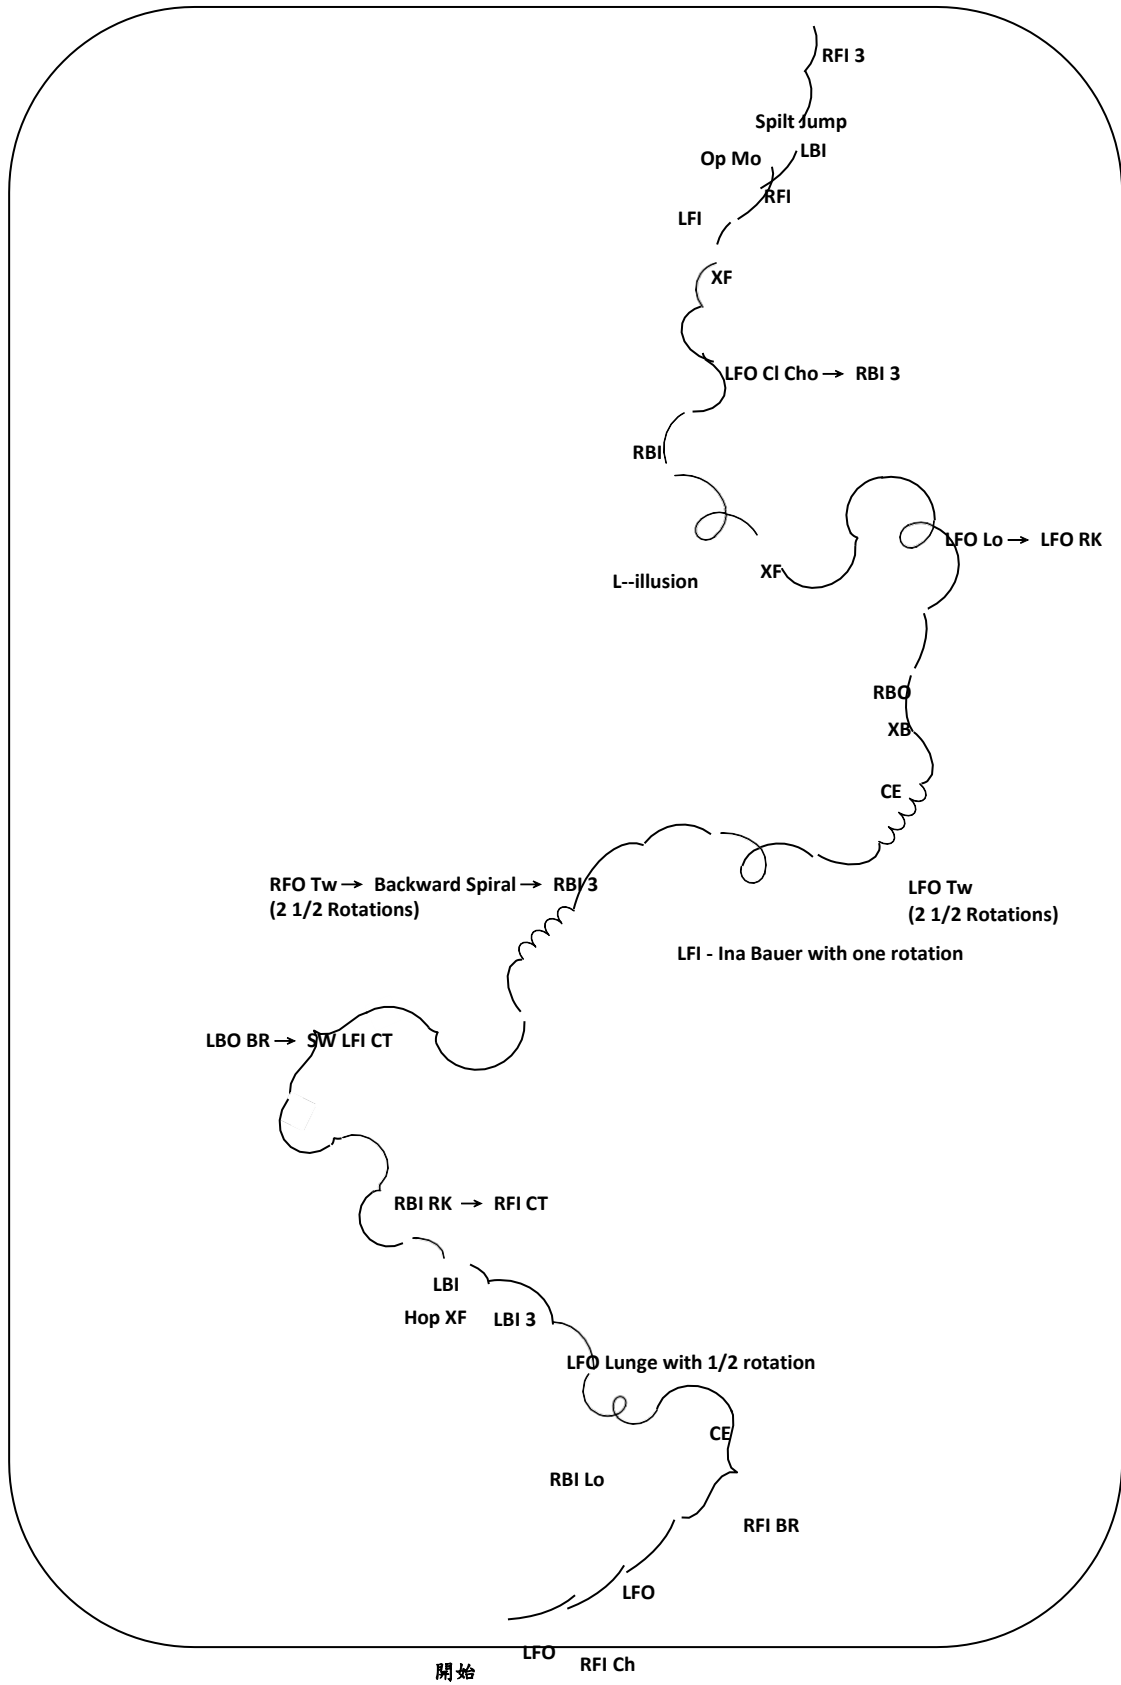 RFI 3
Spilt Jump
Op Mo
LBI
RFI
LFI
XF
LFO Cl Cho → RBI 3
RBI
LFO Lo → LFO RK
XF
L--illusion
RBO
XB
CE
RFO Tw → Backward Spiral → RBI 3
(2 1/2 Rotations)
LFO Tw
(2 1/2 Rotations)
LFI - Ina Bauer with one rotation
LBO BR → SW LFI CT
RBI RK → RFI CT
LBI
Hop XF
LBI 3
LFO Lunge with 1/2 rotation
CE
RBI Lo
RFI BR
LFO
LFO
RFI Ch
開始